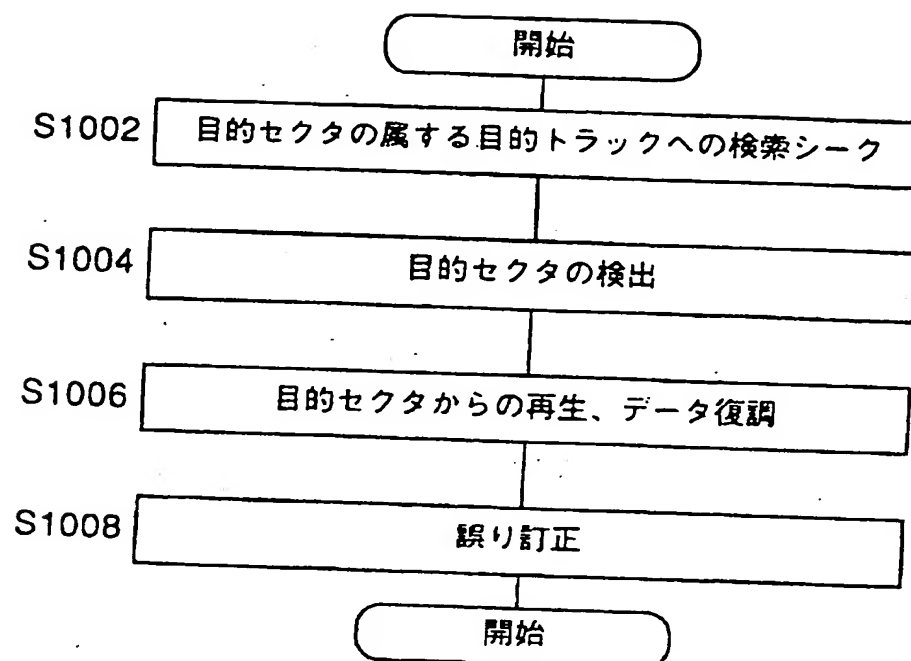 開始
S1002 目的セクタの属する目的トラックへの検索シーク
S1004 目的セクタの検出
S1006 目的セクタからの再生、データ復調
S1008 誤り訂正
開始